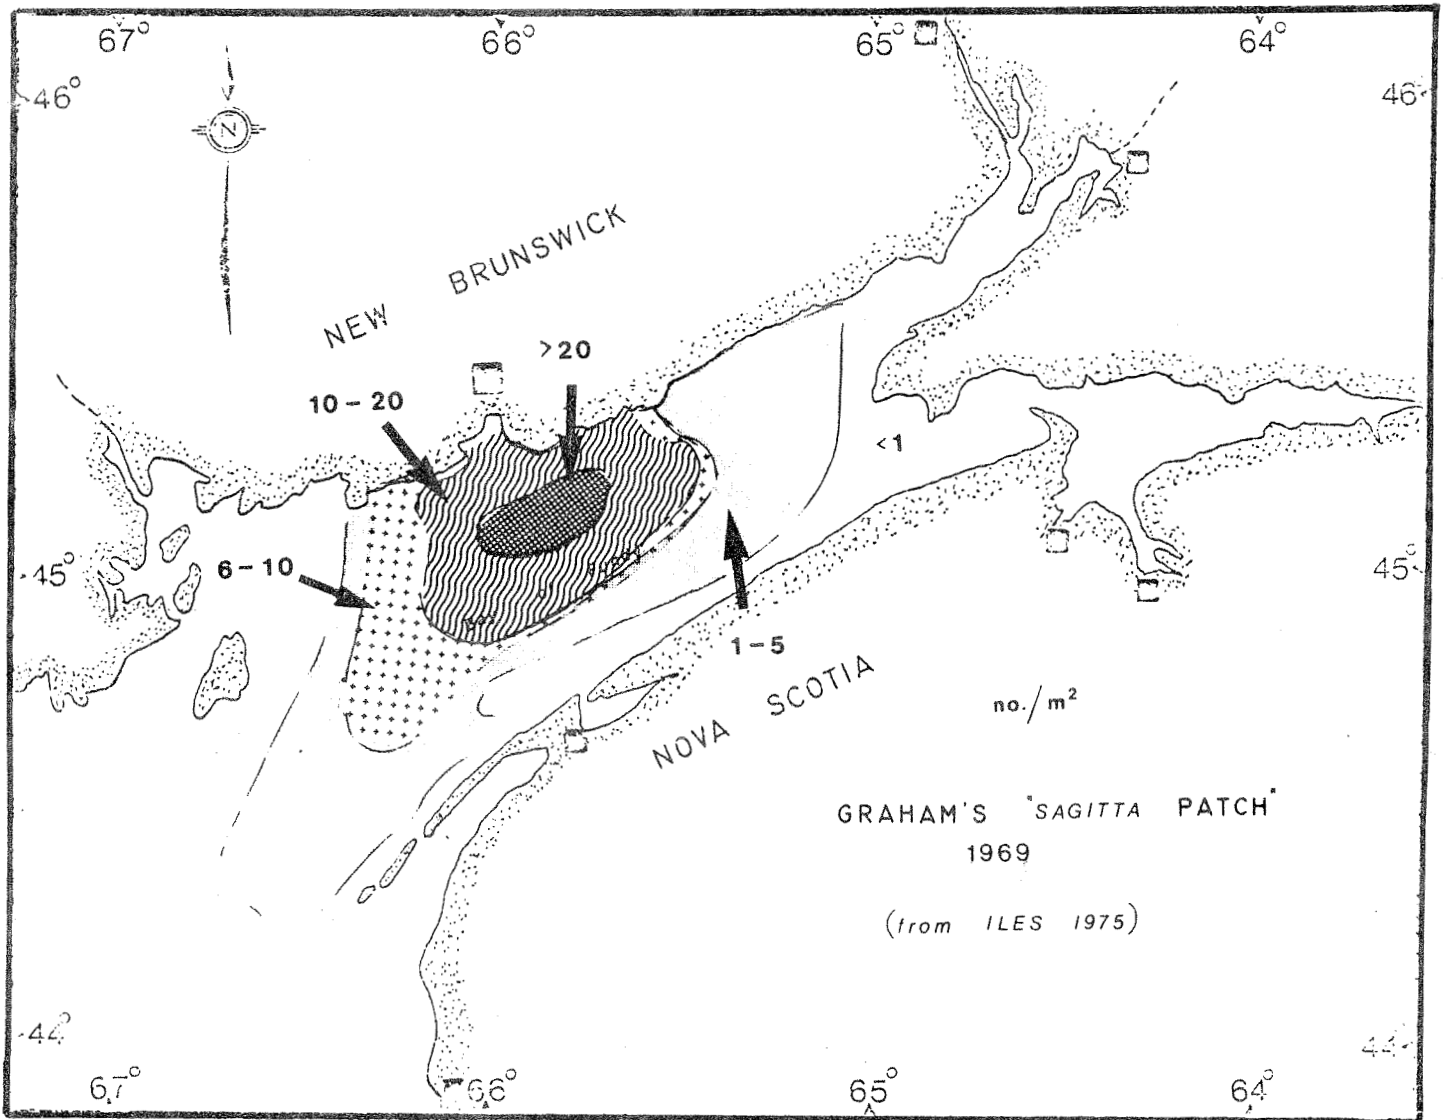 67° 66° 65° 64°
46° 46
N
NEW BRUNSWICK
>20
10-20
<1
45° 45°
6-10
1-5
NOVA SCOTIA
no./m²
GRAHAM'S "SAGITTA PATCH"
1969
(from ILES 1975)
44° 44°
67° 66° 65° 64°